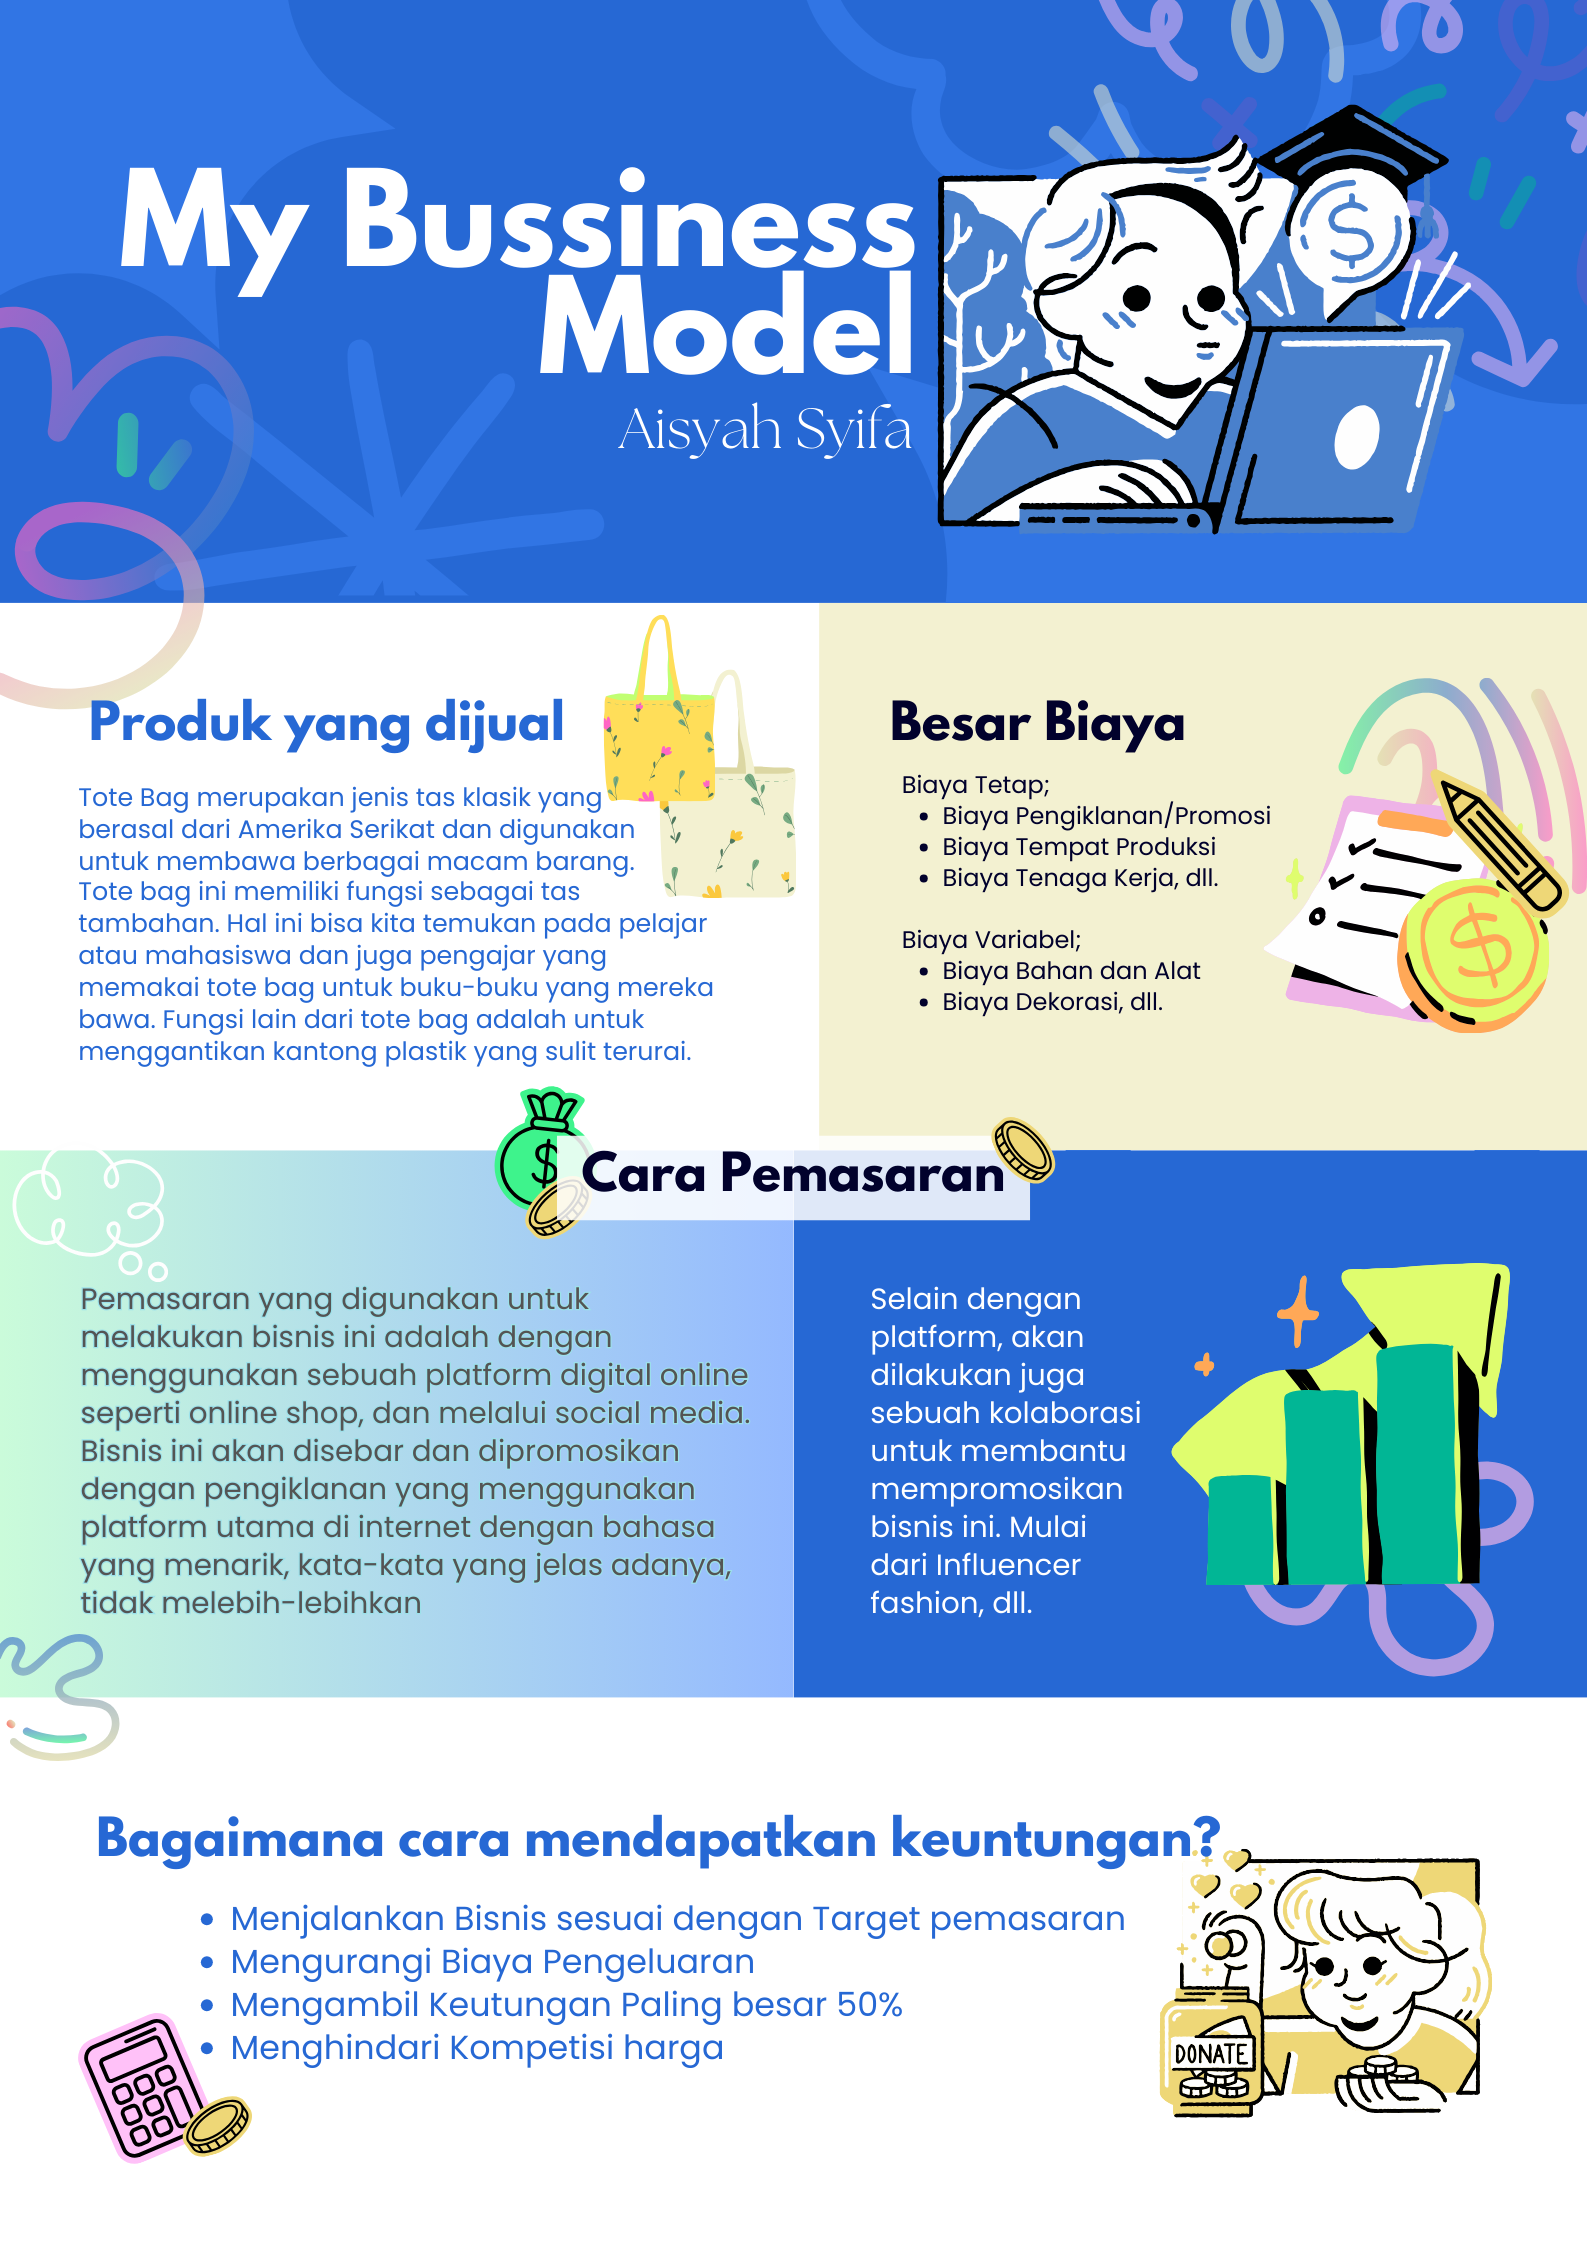 My Bussiness
Model
Aisyah Syifa
Produk yang dijual
Tote Bag merupakan jenis tas klasik yang
berasal dari Amerika Serikat dan digunakan
untuk membawa berbagai macam barang.
Tote bag ini memiliki fungsi sebagai tas
tambahan. Hal ini bisa kita temukan pada pelajar
atau mahasiswa dan juga pengajar yang
memakai tote bag untuk buku-buku yang mereka
bawa. Fungsi lain dari tote bag adalah untuk
menggantikan kantong plastik yang sulit terurai.
Besar Biaya
Biaya Tetap;
• Biaya Pengiklanan/Promosi
• Biaya Tempat Produksi
• Biaya Tenaga Kerja, dll.
Biaya Variabel;
• Biaya Bahan dan Alat
• Biaya Dekorasi, dll.
$
$
$
Cara Pemasaran
Pemasaran yang digunakan untuk
melakukan bisnis ini adalah dengan
menggunakan sebuah platform digital online
seperti online shop, dan melalui social media.
Bisnis ini akan disebar dan dipromosikan
dengan pengiklanan yang menggunakan
platform utama di internet dengan bahasa
yang menarik, kata-kata yang jelas adanya,
tidak melebih-lebihkan
Selain dengan
platform, akan
dilakukan juga
sebuah kolaborasi
untuk membantu
mempromosikan
bisnis ini. Mulai
dari Influencer
fashion, dll.
Bagaimana cara mendapatkan keuntungan?
• Menjalankan Bisnis sesuai dengan Target pemasaran
• Mengurangi Biaya Pengeluaran
• Mengambil Keutungan Paling besar 50%
• Menghindari Kompetisi harga
DONATE